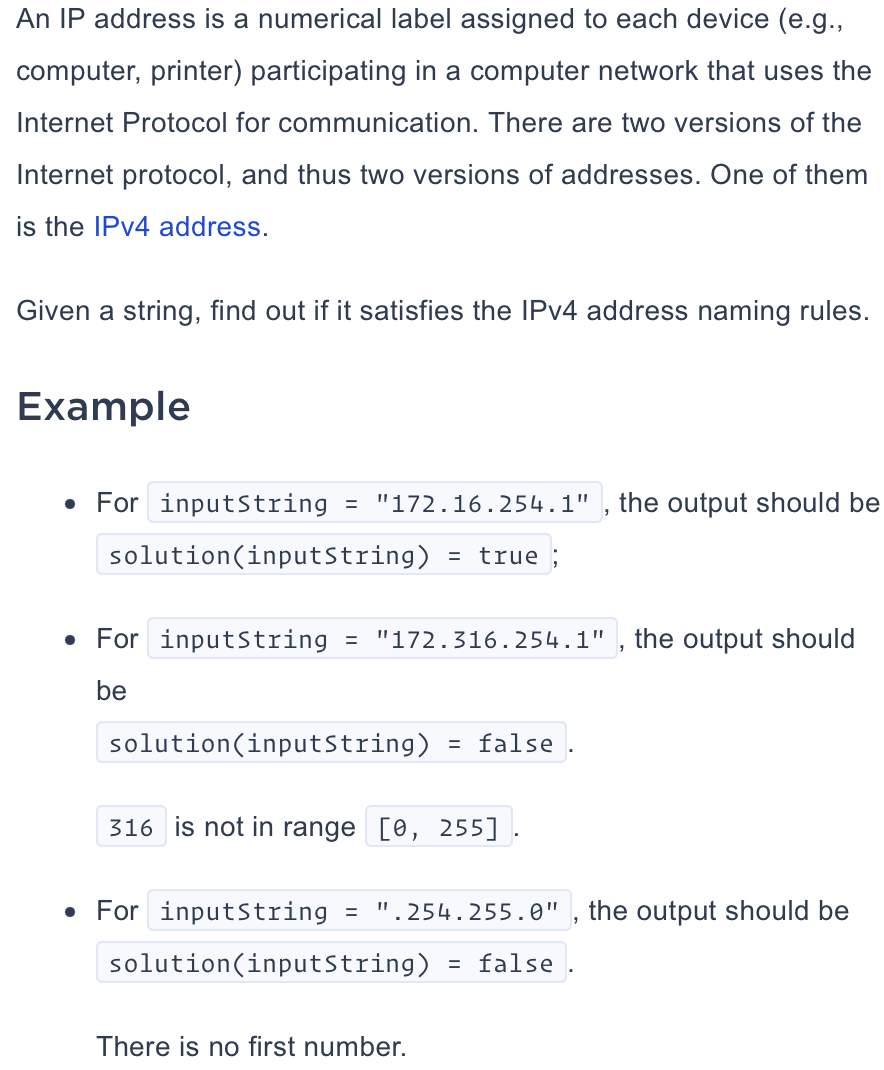 An IP address is a numerical label assigned to each device (e.g.,
computer, printer) participating in a computer network that uses the
Internet Protocol for communication. There are two versions of the
Internet protocol, and thus two versions of addresses. One of them
is the IPv4 address.
Given a string, find out if it satisfies the IPv4 address naming rules.
Example
• For inputString = "172.16.254.1", the output should be
solution(inputString) = true;
• For inputString = "172.316.254.1", the output should
be
solution(inputString) = false.
316 is not in range [0, 255].
• For inputString = ".254.255.0", the output should be
solution(inputString) = false.
There is no first number.